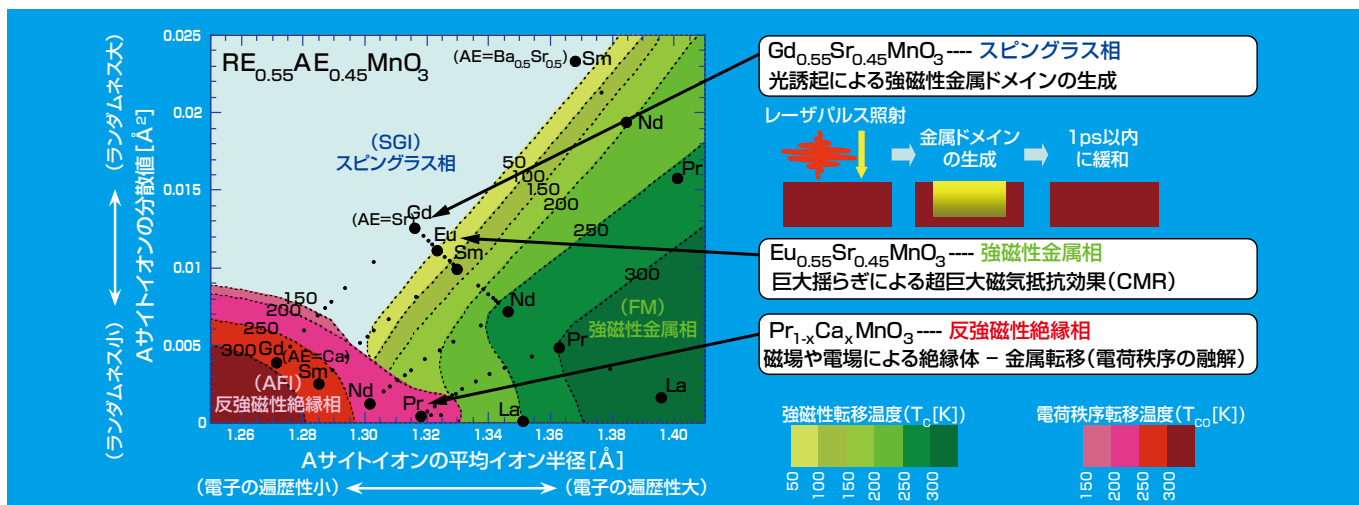 （ランダムネス大）
（ランダムネス小）
Aサイトイオンの分散値［Å²］
0.025
0.02
0.015
0.01
0.005
0
RE0.55AE0.45MnO3
(AE=Ba0.5Sr0.5)
Sm
Nd
Pr
(SGI)
スピングラス相
50
100
150
200
250
300
Gd
(AE=Sr)
Eu
Sm
Nd
Pr
La
(FM)
強磁性金属相
150
200
250
300
Gd
(AE=Ca)
Sm
(AFI)
反強磁性絶縁相
Nd
Pr
La
1.26
1.28
1.30
1.32
1.34
1.36
1.38
1.40
Aサイトイオンの平均イオン半径［Å］
（電子の遍歴性小）
（電子の遍歴性大）
Gd0.55Sr0.45MnO3---- スピングラス相
光誘起による強磁性金属ドメインの生成
レーザパルス照射
金属ドメイン
の生成
1ps以内
に緩和
Eu0.55Sr0.45MnO3---- 強磁性金属相
巨大揺らぎによる超巨大磁気抵抗効果（CMR）
Pr1-xCaxMnO3---- 反強磁性絶縁相
磁場や電場による絶縁体 − 金属転移（電荷秩序の融解）
強磁性転移温度（TC[K]）
50
100
150
200
250
300
電荷秩序転移温度（TCO[K]）
150
200
250
300